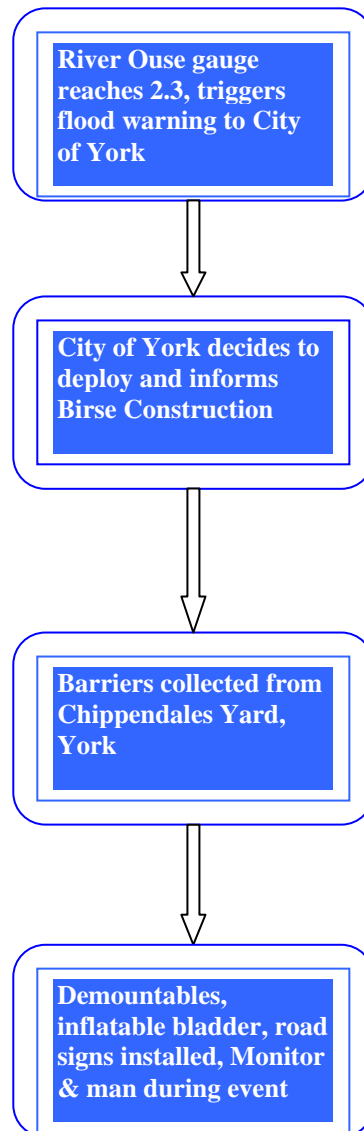 River Ouse gauge
reaches 2.3, triggers
flood warning to City
of York
City of York decides to
deploy and informs
Birse Construction
Barriers collected from
Chippendales Yard,
York
Demountables,
inflatable bladder, road
signs installed, Monitor
& man during event